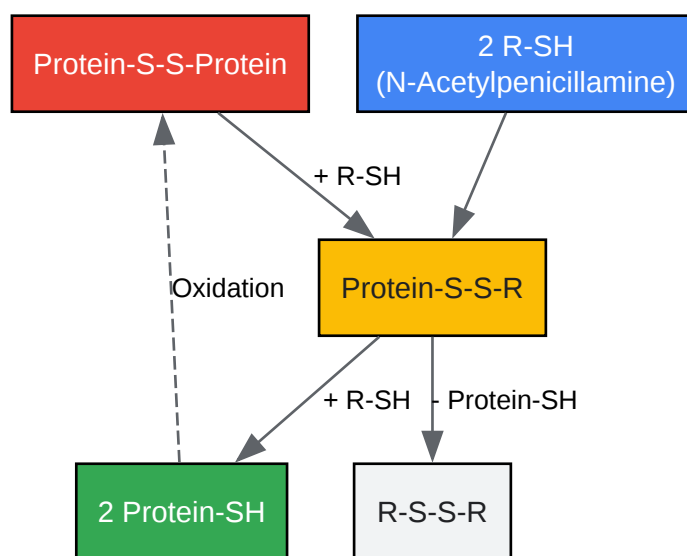 Protein-S-S-Protein
2 R-SH
(N-Acetylpenicillamine)
+ R-SH
Oxidation
Protein-S-S-R
+ R-SH
- Protein-SH
2 Protein-SH
R-S-S-R